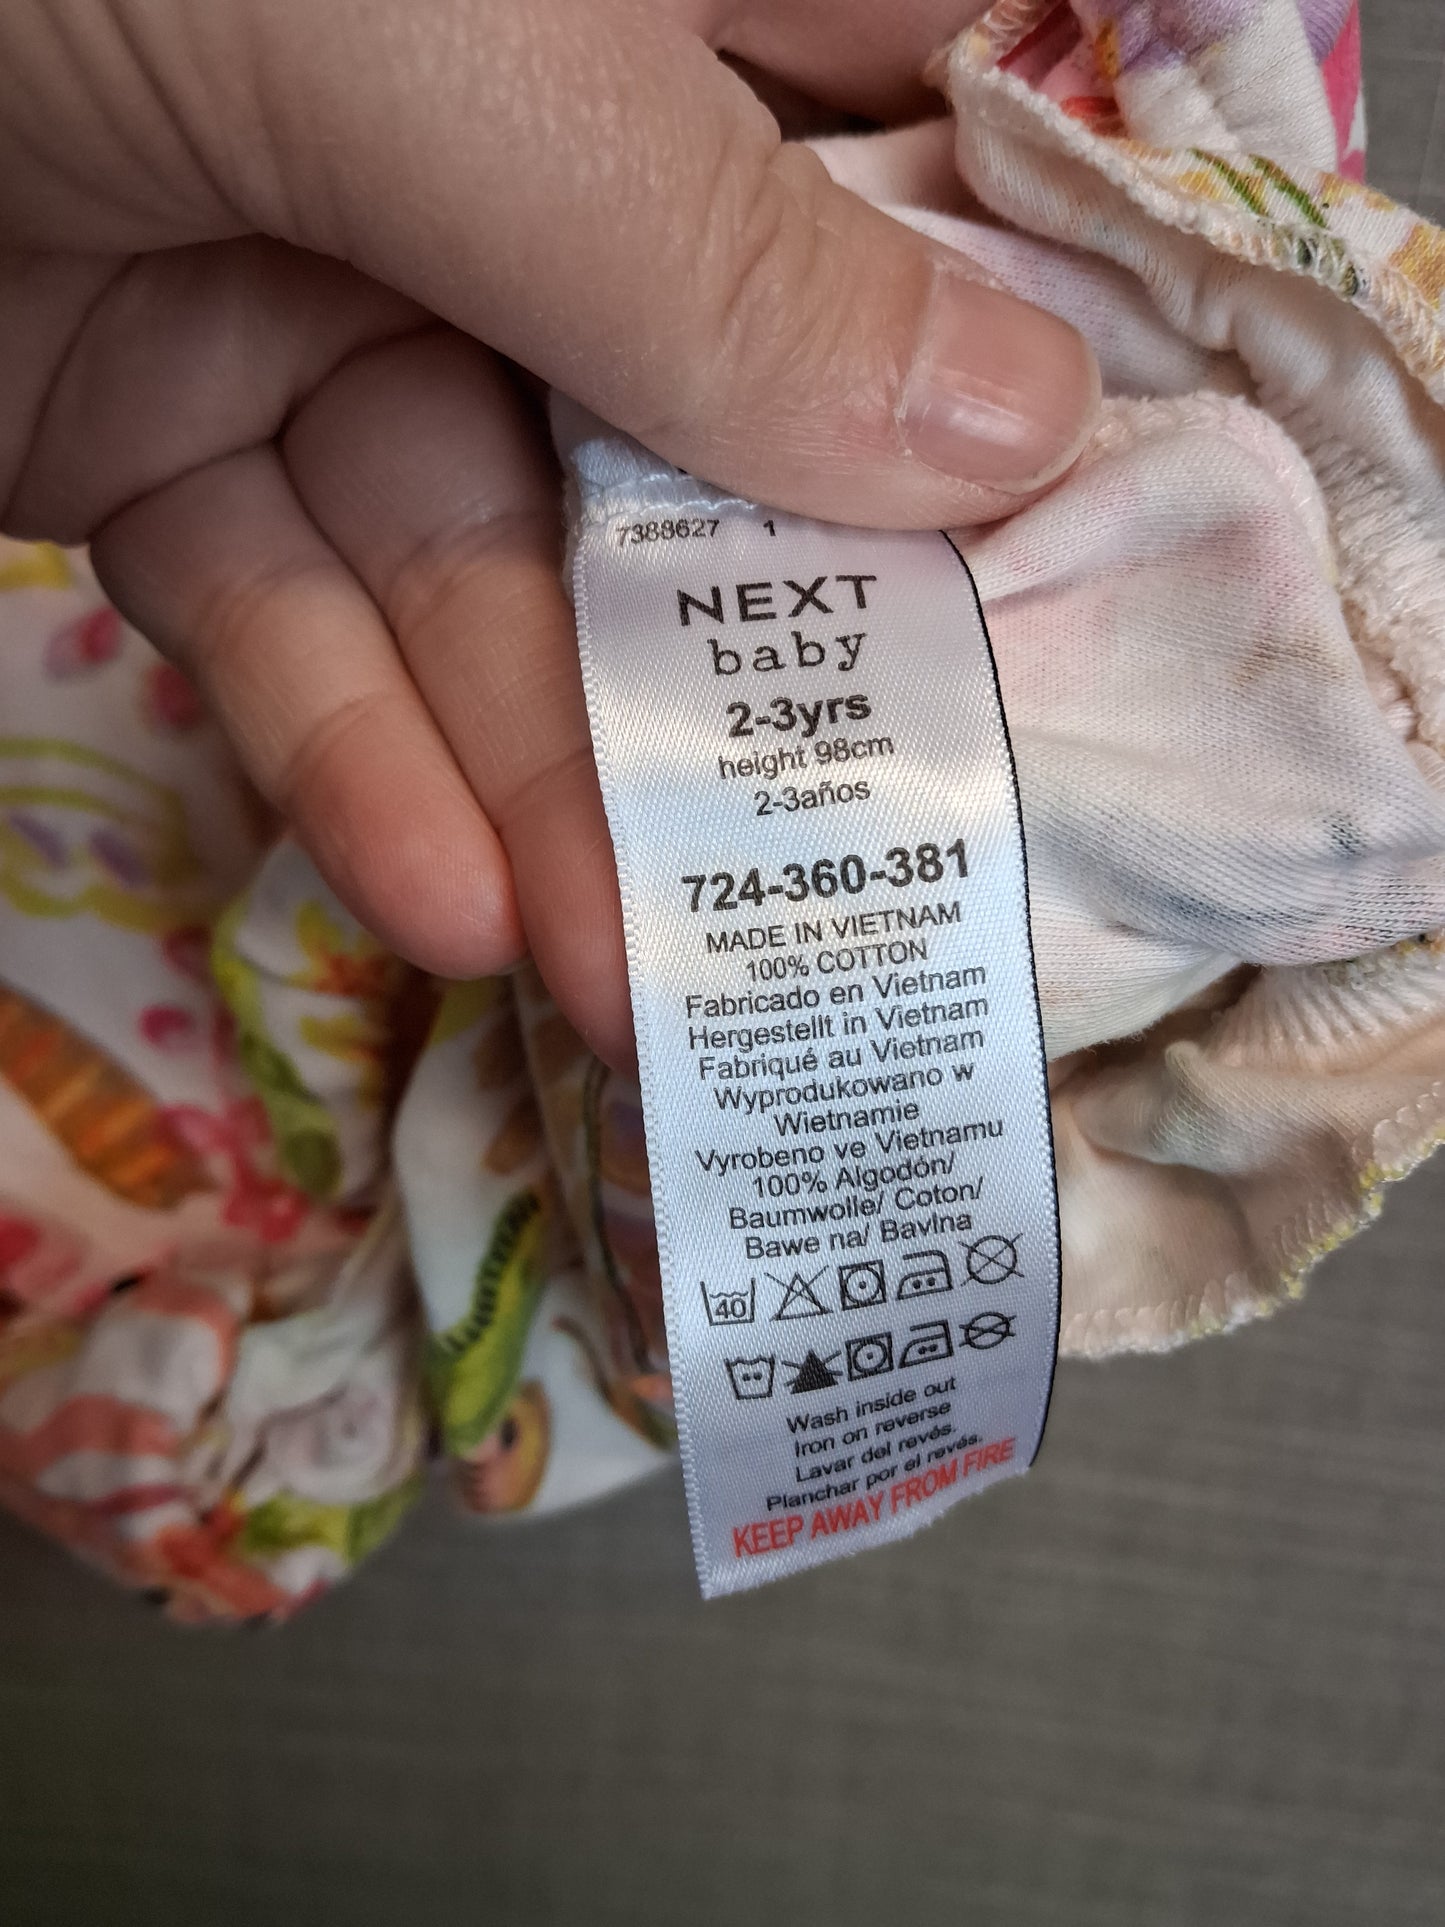 7388627 1
NEXT
baby
2-3yrs
height 98cm
2-3años
724-360-381
MADE IN VIETNAM
100% COTTON
Fabricado en Vietnam
Hergestellt in Vietnam
Fabriqué au Vietnam
Wyprodukowano w
Wietnamie
Vyrobeno ve Vietnamu
100% Algodón/
Baumwolle/ Coton/
Bawe na/ Bavlna
40
Wash inside out
Iron on reverse
Lavar del revés.
Planchar por el revés.
KEEP AWAY FROM FIRE